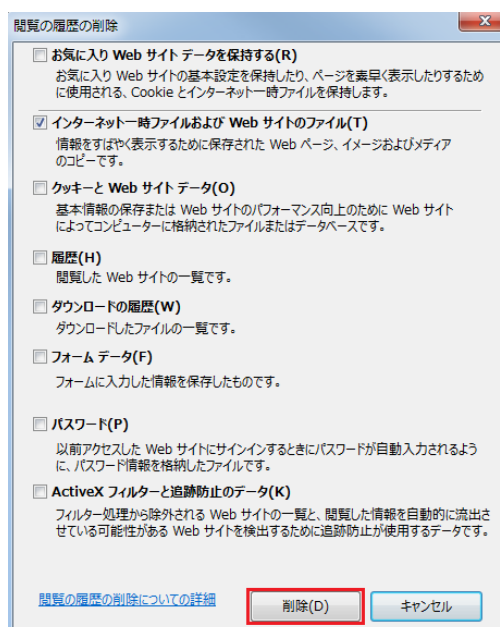 閲覧の履歴の削除
お気に入り Web サイト データを保持する(R)
お気に入り Web サイトの基本設定を保持したり、ページを素早く表示したりするため
に使用される、Cookie とインターネット一時ファイルを保持します。
インターネット一時ファイルおよび Web サイトのファイル(T)
情報をすばやく表示するために保存された Web ページ、イメージおよびメディア
のコピーです。
クッキーと Web サイト データ(O)
基本情報の保存または Web サイトのパフォーマンス向上のために Web サイト
によってコンピューターに格納されたファイルまたはデータベースです。
履歴(H)
閲覧した Web サイトの一覧です。
ダウンロードの履歴(W)
ダウンロードしたファイルの一覧です。
フォーム データ(F)
フォームに入力した情報を保存したものです。
パスワード(P)
以前アクセスした Web サイトにサインインするときにパスワードが自動入力されるよう
に、パスワード情報を格納したファイルです。
ActiveX フィルターと追跡防止のデータ(K)
フィルター処理から除外される Web サイトの一覧と、閲覧した情報を自動的に流出さ
せている可能性がある Web サイトを検出するために追跡防止が使用するデータです。
閲覧の履歴の削除についての詳細
削除(D)
キャンセル